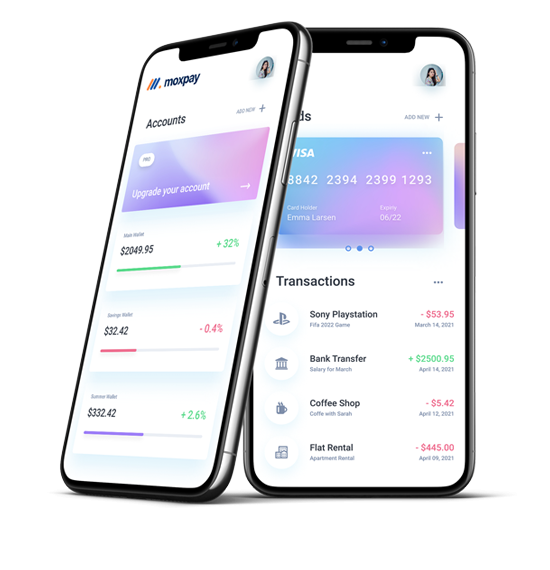 moxpay
Accounts
ADD NEW +
PRO
Upgrade your account
Main Wallet
$2049.95
+ 32%
Savings Wallet
$32.42
- 0.4%
Summer Wallet
$332.42
+ 2.6%
ds
ADD NEW +
VISA
8842 2394 2399 1293
Card Holder
Expiry
Emma Larsen
06/22
Transactions
Sony Playstation
- $53.95
Fifa 2022 Game
March 14, 2021
Bank Transfer
+ $2500.95
Salary for March
April 14, 2021
Coffee Shop
- $5.42
Coffe with Sarah
April 12, 2021
Flat Rental
- $445.00
Apartment Rental
April 09, 2021